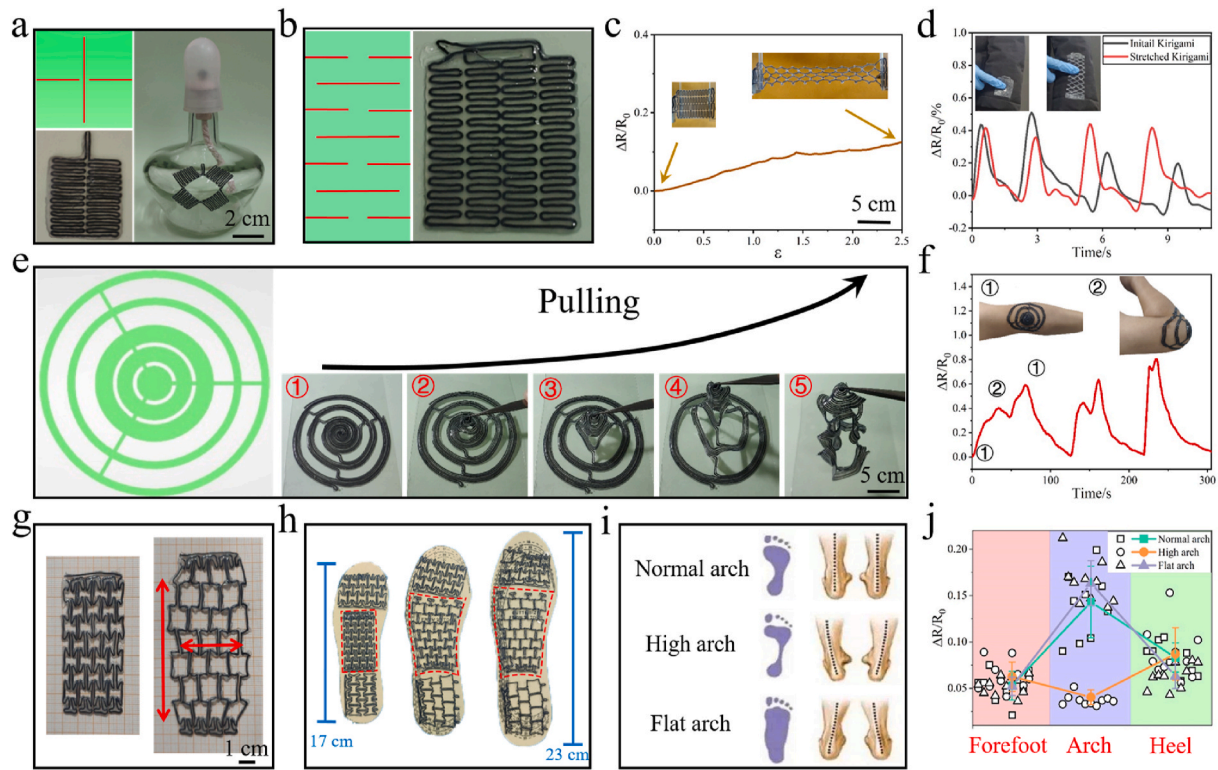 a
2 cm
b
c
0.4
0.2
0.0
-0.2
-0.4
ΔR/R0
0.0
0.5
1.0
1.5
2.0
2.5
ε
5 cm
d
1.0
0.8
0.6
0.4
0.2
0.0
-0.2
ΔR/R0/%
Initail Kirigami
Stretched Kirigami
0
3
6
9
Time/s
e
Pulling
①
②
③
④
⑤
5 cm
f
①
②
1.4
1.2
1.0
0.8
0.6
0.4
0.2
0.0
ΔR/R0
①
②
①
0
100
200
300
Time/s
g
1 cm
h
17 cm
23 cm
i
Normal arch
High arch
Flat arch
j
Normal arch
High arch
Flat arch
0.20
0.15
0.10
0.05
ΔR/R0
Forefoot
Arch
Heel